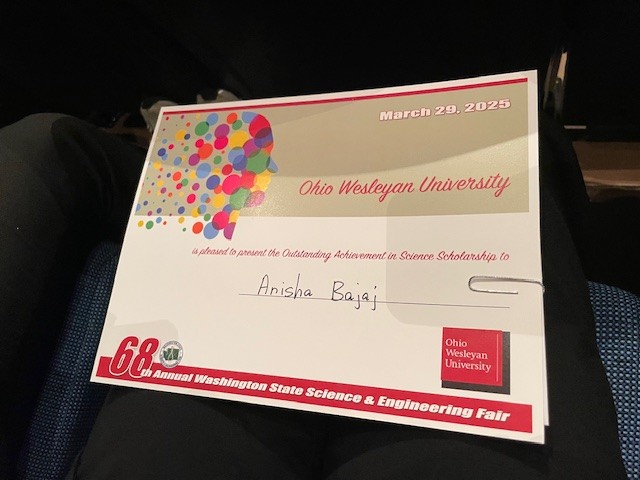 March 29, 2025
Ohio Wesleyan University
is pleased to present the Outstanding Achievement in Science Scholarship to
Anisha Bajaj
Ohio
Wesleyan
University
68th Annual Washington State Science & Engineering Fair